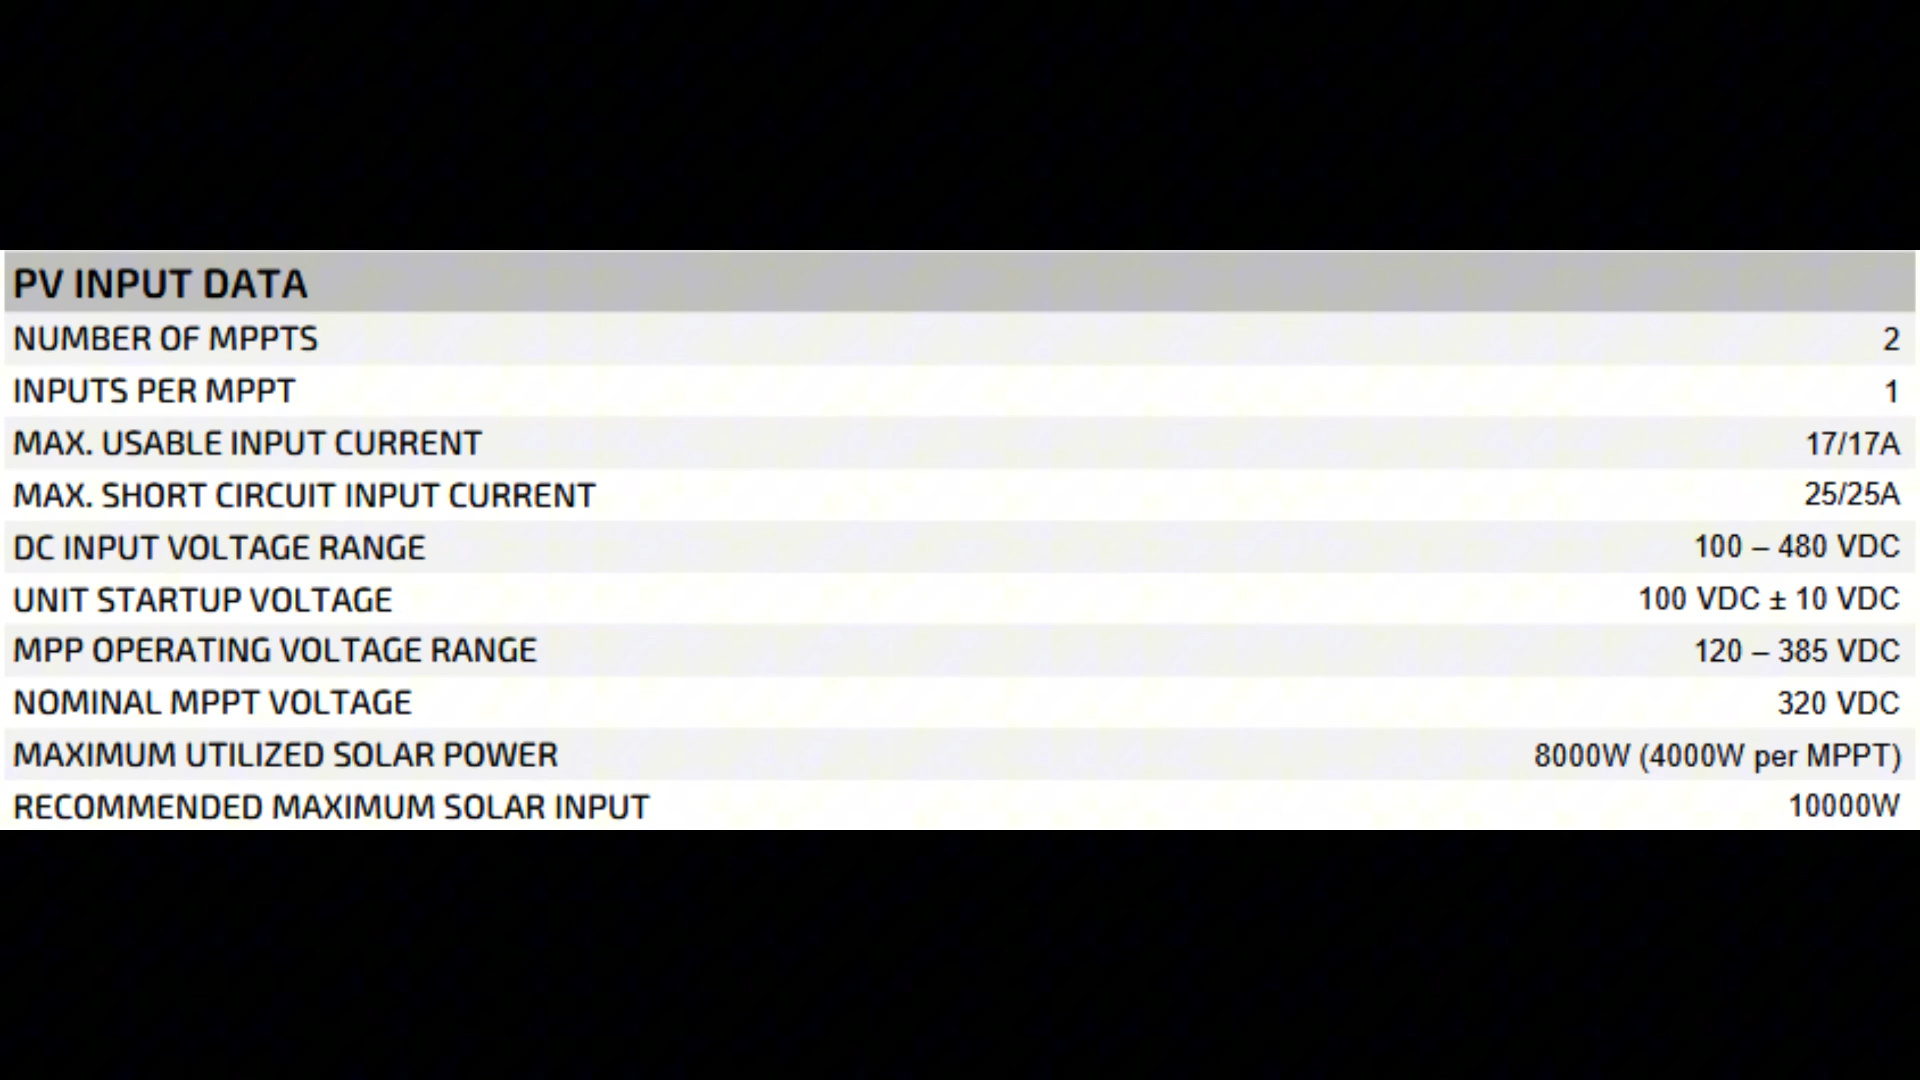 PV INPUT DATA
NUMBER OF MPPTS 2
INPUTS PER MPPT 1
MAX. USABLE INPUT CURRENT 17/17A
MAX. SHORT CIRCUIT INPUT CURRENT 25/25A
DC INPUT VOLTAGE RANGE 100 – 480 VDC
UNIT STARTUP VOLTAGE 100 VDC ± 10 VDC
MPP OPERATING VOLTAGE RANGE 120 – 385 VDC
NOMINAL MPPT VOLTAGE 320 VDC
MAXIMUM UTILIZED SOLAR POWER 8000W (4000W per MPPT)
RECOMMENDED MAXIMUM SOLAR INPUT 10000W